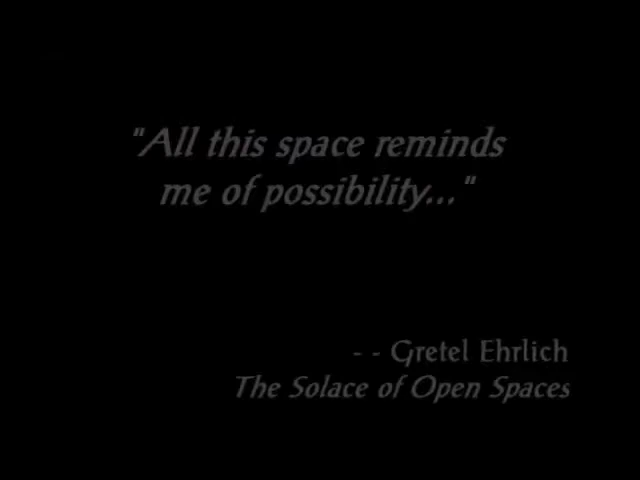 "All this space reminds
me of possibility..."
- - Gretel Ehrlich
The Solace of Open Spaces